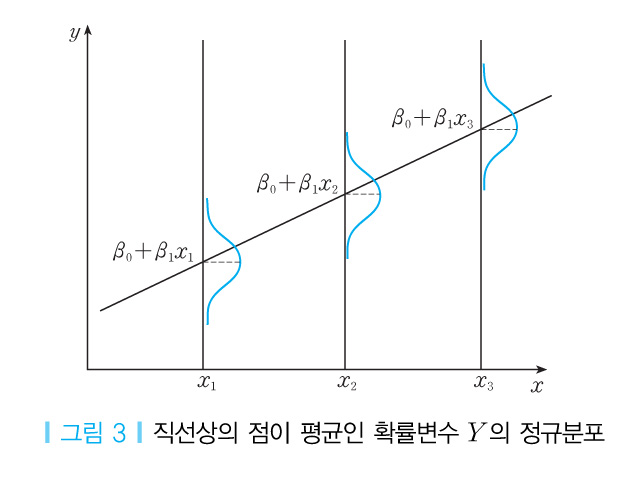 y
β₀+β₁x₃
β₀+β₁x₂
β₀+β₁x₁
x₁ x₂ x₃ x
그림 3 직선상의 점이 평균인 확률변수 Y의 정규분포